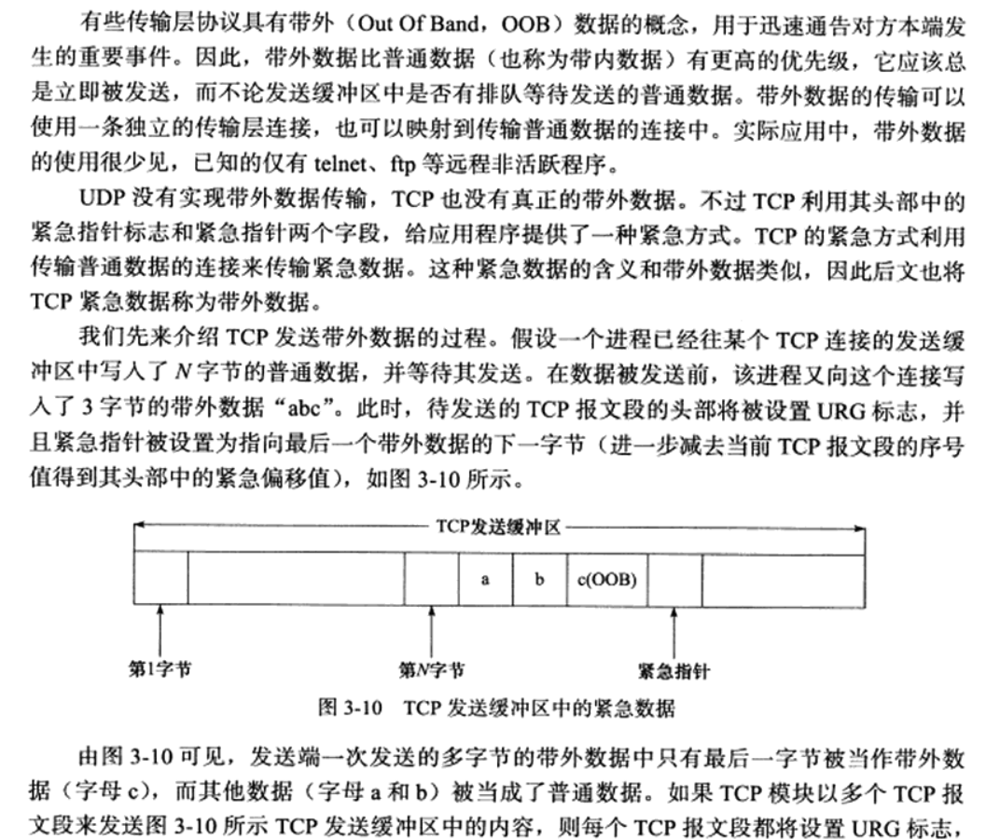 有些传输层协议具有带外（Out Of Band，OOB）数据的概念，用于迅速通告对方本端发
生的重要事件。因此，带外数据比普通数据（也称为带内数据）有更高的优先级，它应该总
是立即被发送，而不论发送缓冲区中是否有排队等待发送的普通数据。带外数据的传输可以
使用一条独立的传输层连接，也可以映射到传输普通数据的连接中。实际应用中，带外数据
的使用很少见，已知的仅有 telnet、ftp 等远程非活跃程序。
UDP 没有实现带外数据传输，TCP 也没有真正的带外数据。不过 TCP 利用其头部中的
紧急指针标志和紧急指针两个字段，给应用程序提供了一种紧急方式。TCP 的紧急方式利用
传输普通数据的连接来传输紧急数据。这种紧急数据的含义和带外数据类似，因此后文也将
TCP 紧急数据称为带外数据。
我们先来介绍 TCP 发送带外数据的过程。假设一个进程已经往某个 TCP 连接的发送缓
冲区中写入了 N 字节的普通数据，并等待其发送。在数据被发送前，该进程又向这个连接写
入了 3 字节的带外数据“abc”。此时，待发送的 TCP 报文段的头部将被设置 URG 标志，并
且紧急指针被设置为指向最后一个带外数据的下一字节（进一步减去当前 TCP 报文段的序号
值得到其头部中的紧急偏移值），如图 3-10 所示。
TCP发送缓冲区
a b c(OOB)
第1字节 第N字节 紧急指针
图 3-10 TCP 发送缓冲区中的紧急数据
由图 3-10 可见，发送端一次发送的多字节的带外数据中只有最后一字节被当作带外数
据（字母 c），而其他数据（字母 a 和 b）被当成了普通数据。如果 TCP 模块以多个 TCP 报
文段来发送图 3-10 所示 TCP 发送缓冲区中的内容，则每个 TCP 报文段都将设置 URG 标志，